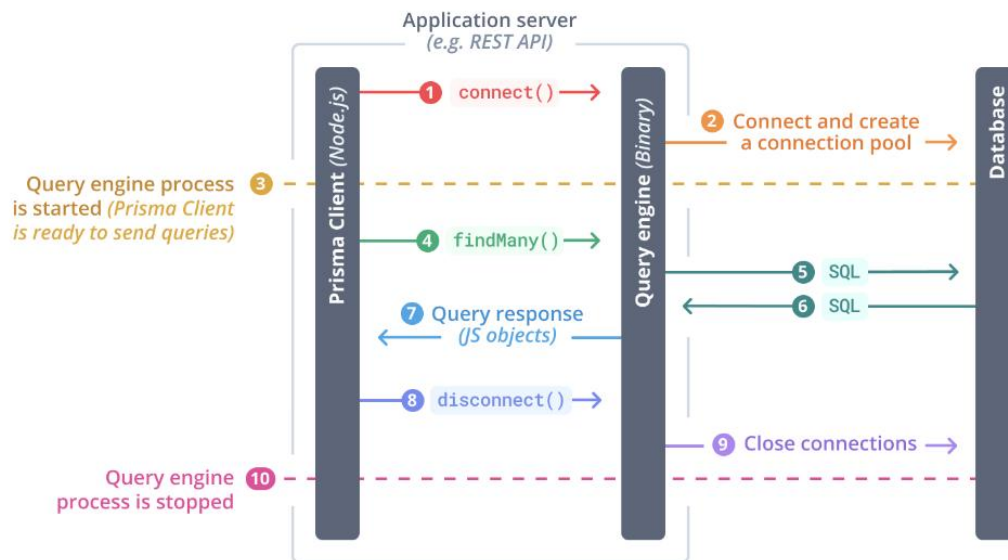 Application server
(e.g. REST API)
Prisma Client (Node.js)
Query engine (Binary)
Database
1 connect()
2 Connect and create
a connection pool
Query engine process 3
is started (Prisma Client
is ready to send queries)
4 findMany()
5 SQL
6 SQL
7 Query response
(JS objects)
8 disconnect()
9 Close connections
Query engine 10
process is stopped